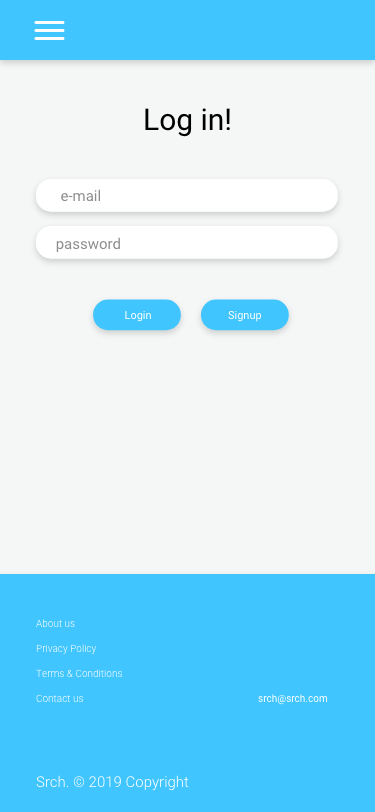 Log in!
e-mail
password
Login Signup
About us
Privacy Policy
Terms & Conditions
Contact us srch@srch.com
Srch. © 2019 Copyright